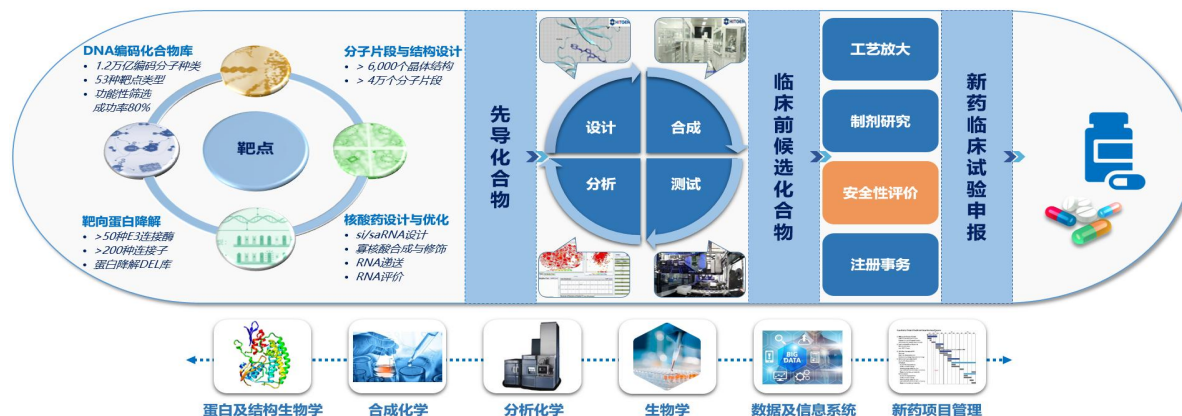 DNA编码化合物库
• 1.2万亿编码分子种类
• 53种靶点类型
• 功能性筛选
成功率80%
分子片段与结构设计
• > 6,000个晶体结构
• > 4万个分子片段
靶点
靶向蛋白降解
• >50种E3连接酶
• >200种连接子
• 蛋白降解DEL库
核酸药设计与优化
• si/saRNA设计
• 寡核酸合成与修饰
• RNA递送
• RNA评价
先导化合物
HITGEN
HITGEN
设计
合成
分析
测试
临床前候选化合物
工艺放大
制剂研究
安全性评价
注册事务
新药临床试验申报
BIG
DATA
蛋白及结构生物学
合成化学
分析化学
生物学
数据及信息系统
新药项目管理